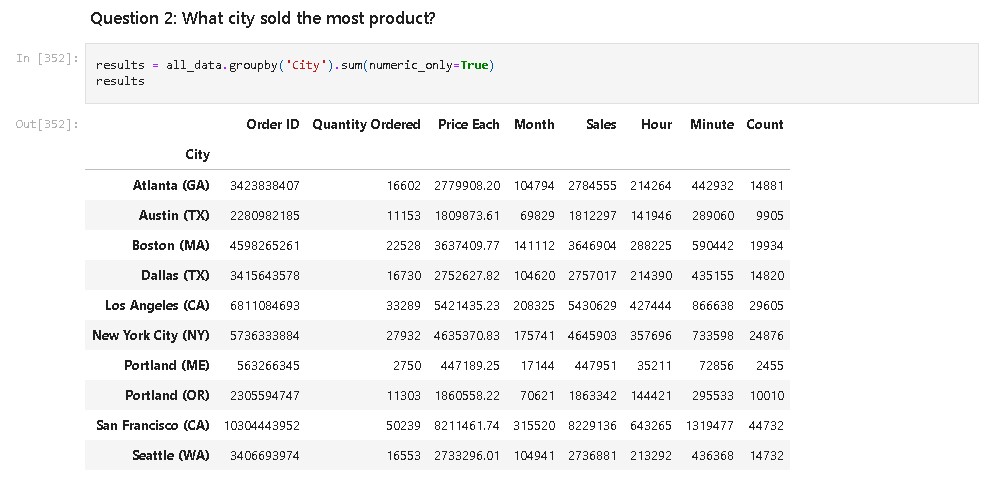 Question 2: What city sold the most product?
In [352]:
results = all_data.groupby('City').sum(numeric_only=True)
results
Out[352]:
Order ID Quantity Ordered Price Each Month Sales Hour Minute Count
City
Atlanta (GA) 3423838407 16602 2779908.20 104794 2784555 214264 442932 14881
Austin (TX) 2280982185 11153 1809873.61 69829 1812297 141946 289060 9905
Boston (MA) 4598265261 22528 3637409.77 141112 3646904 288225 590442 19934
Dallas (TX) 3415643578 16730 2752627.82 104620 2757017 214390 435155 14820
Los Angeles (CA) 6811084693 33289 5421435.23 208325 5430629 427444 866638 29605
New York City (NY) 5736333884 27932 4635370.83 175741 4645903 357696 733598 24876
Portland (ME) 563266345 2750 447189.25 17144 447951 35211 72856 2455
Portland (OR) 2305594747 11303 1860558.22 70621 1863342 144421 295533 10010
San Francisco (CA) 10304443952 50239 8211461.74 315520 8229136 643265 1319477 44732
Seattle (WA) 3406693974 16553 2733296.01 104941 2736881 213292 436368 14732